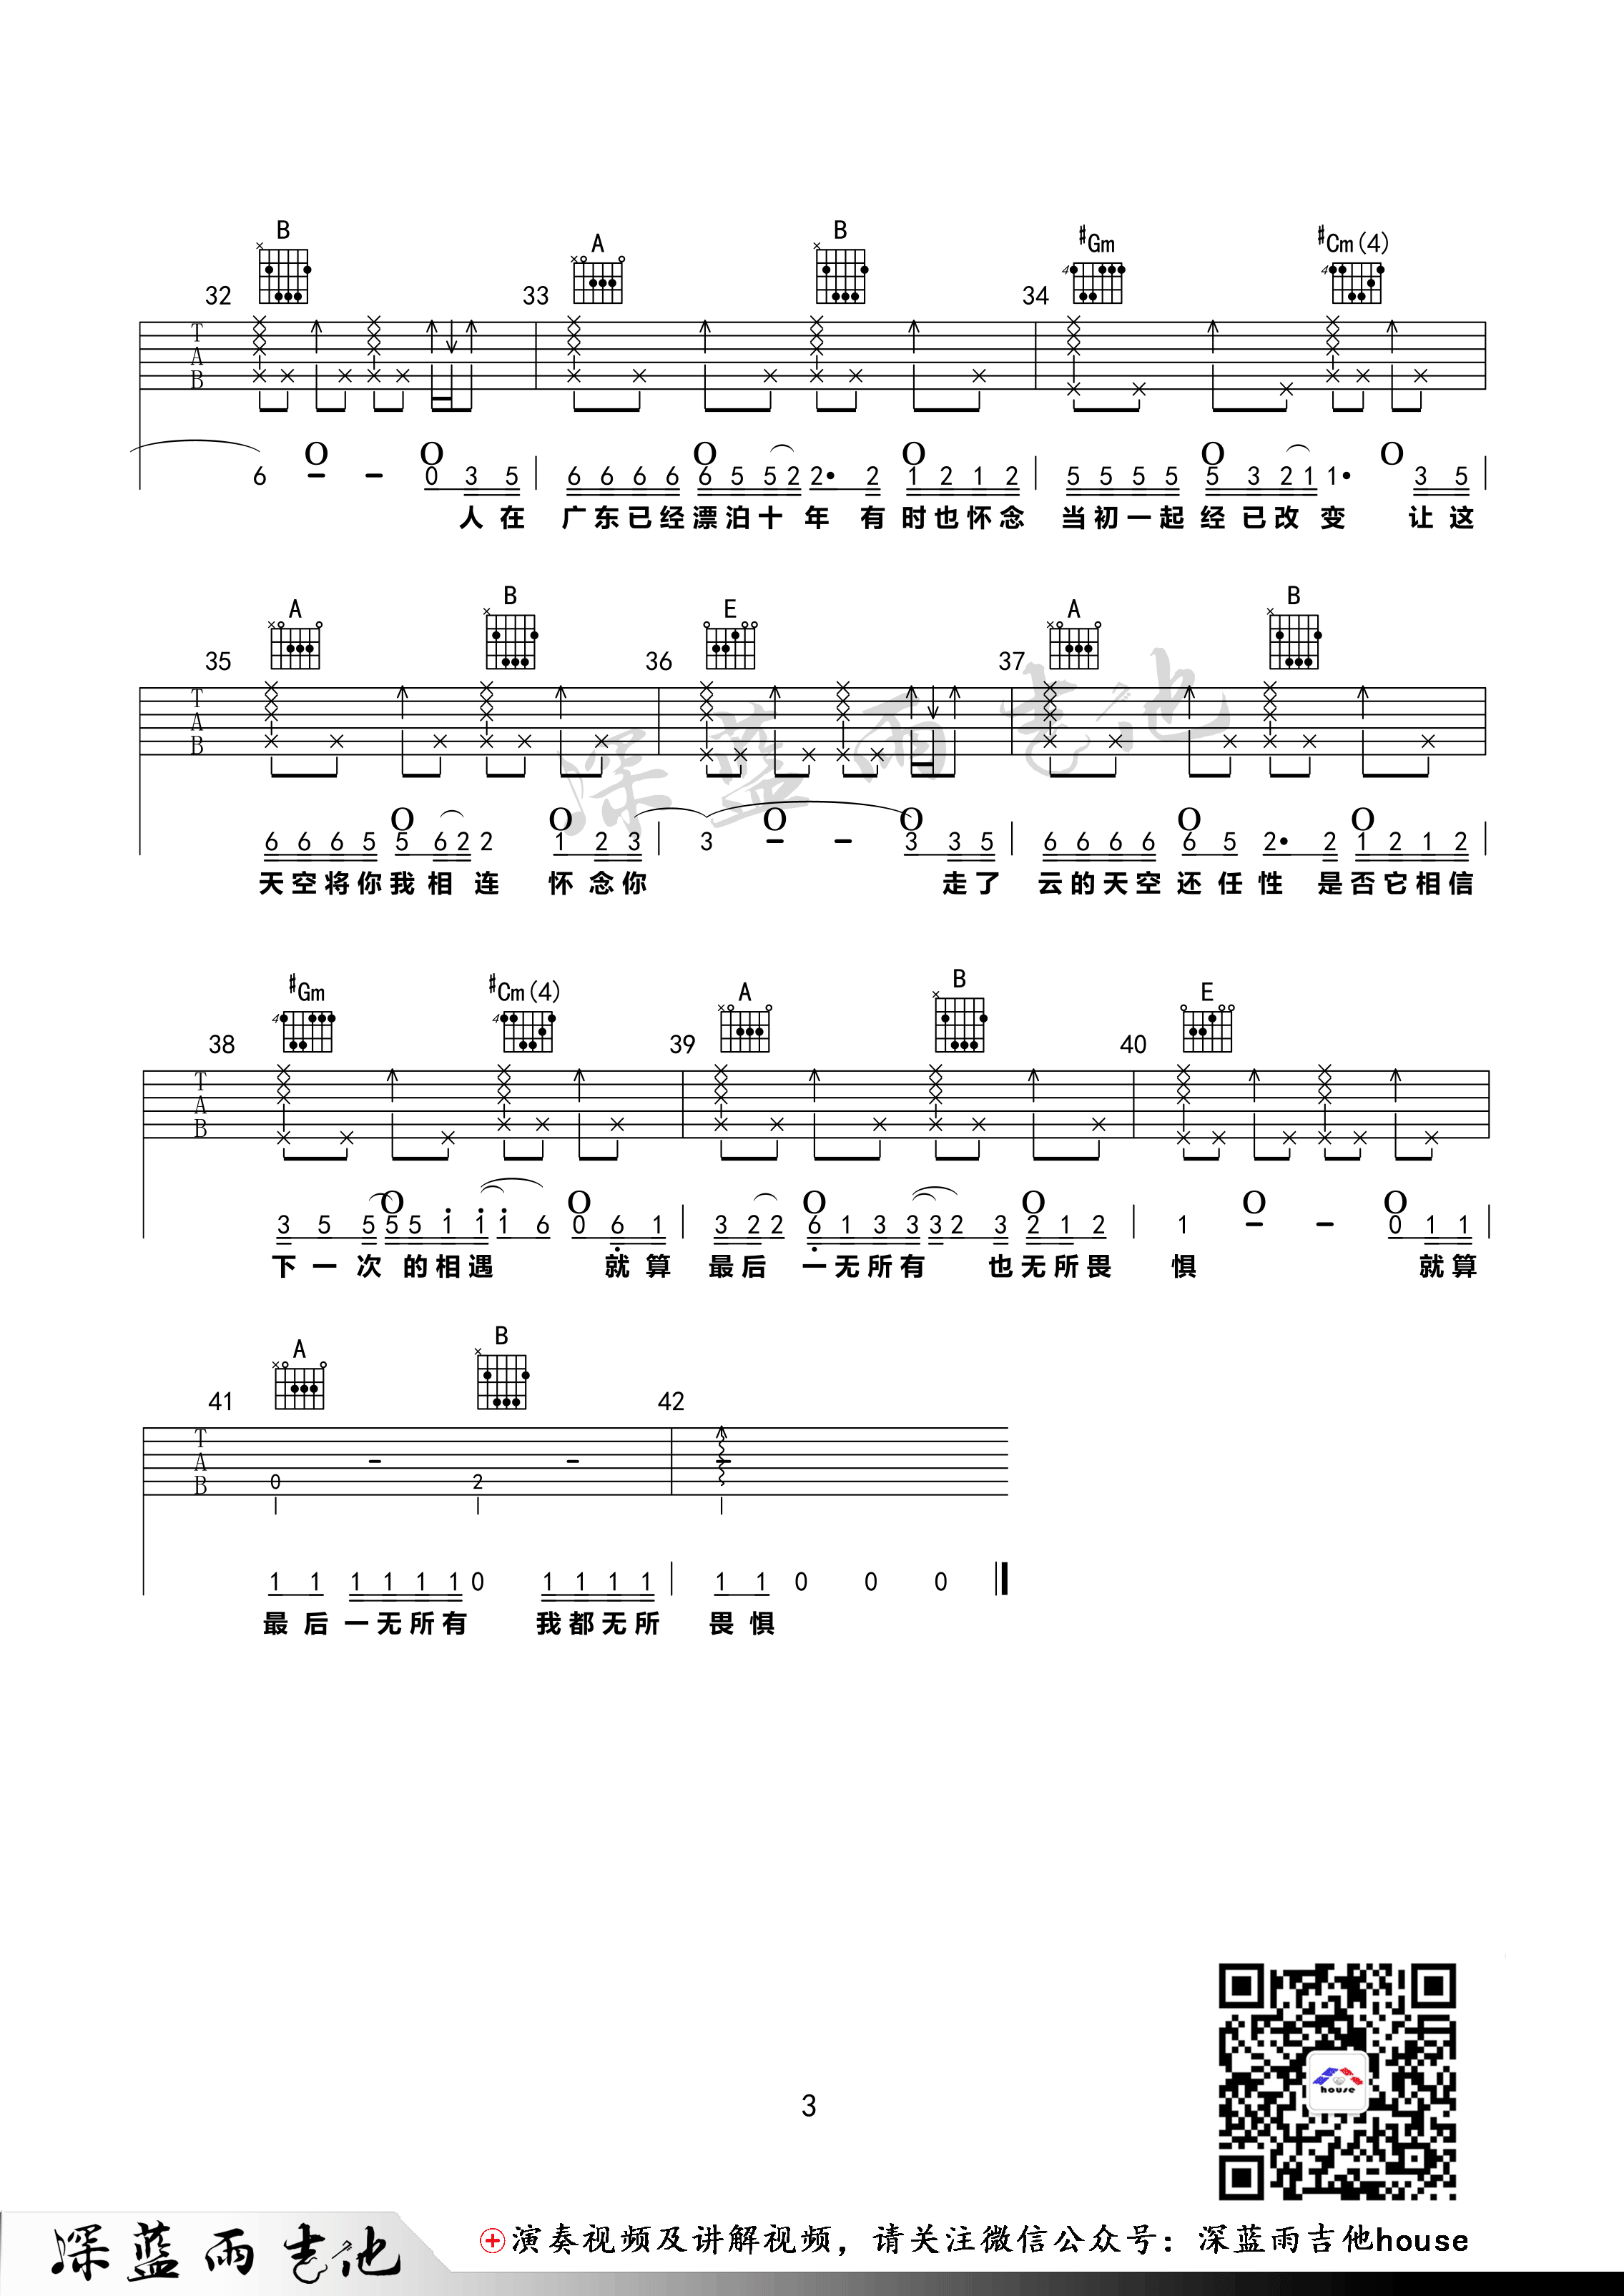 B A B #Gm #Cm(4)
32 33 34
T A B
6 - - 0 3 5 | 6 6 6 6 6 5 5 2 2• 2 1 2 1 2 | 5 5 5 5 5 3 2 1 1• 3 5 |
人在 广东已经漂泊十年 有时也怀念 当初一起经已改变 让这
A B E A B
35 36 37
T A B
6 6 6 5 5 6 2 2 1 2 3 | 3 - - 3 3 5 | 6 6 6 6 6 5 2• 2 1 2 1 2 |
天空将你我相连 怀念你 走了 云的天空还任性 是否它相信
#Gm #Cm(4) A B E
38 39 40
T A B
3 5 5 5 5 1 1 1 6 0 6 1 | 3 2 2 6 1 3 3 3 2 3 2 1 2 | 1 - - 0 1 1 |
下一次的相遇 就算 最后一无所有 也无所畏 惧 就算
A B
41 42
T A B
0 - 2 - -
1 1 1 1 1 1 0 1 1 1 1 | 1 1 0 0 0
最后一无所有 我都无所 畏惧
深蓝雨吉他
house
3
深蓝雨吉他
演奏视频及讲解视频，请关注微信公众号：深蓝雨吉他house